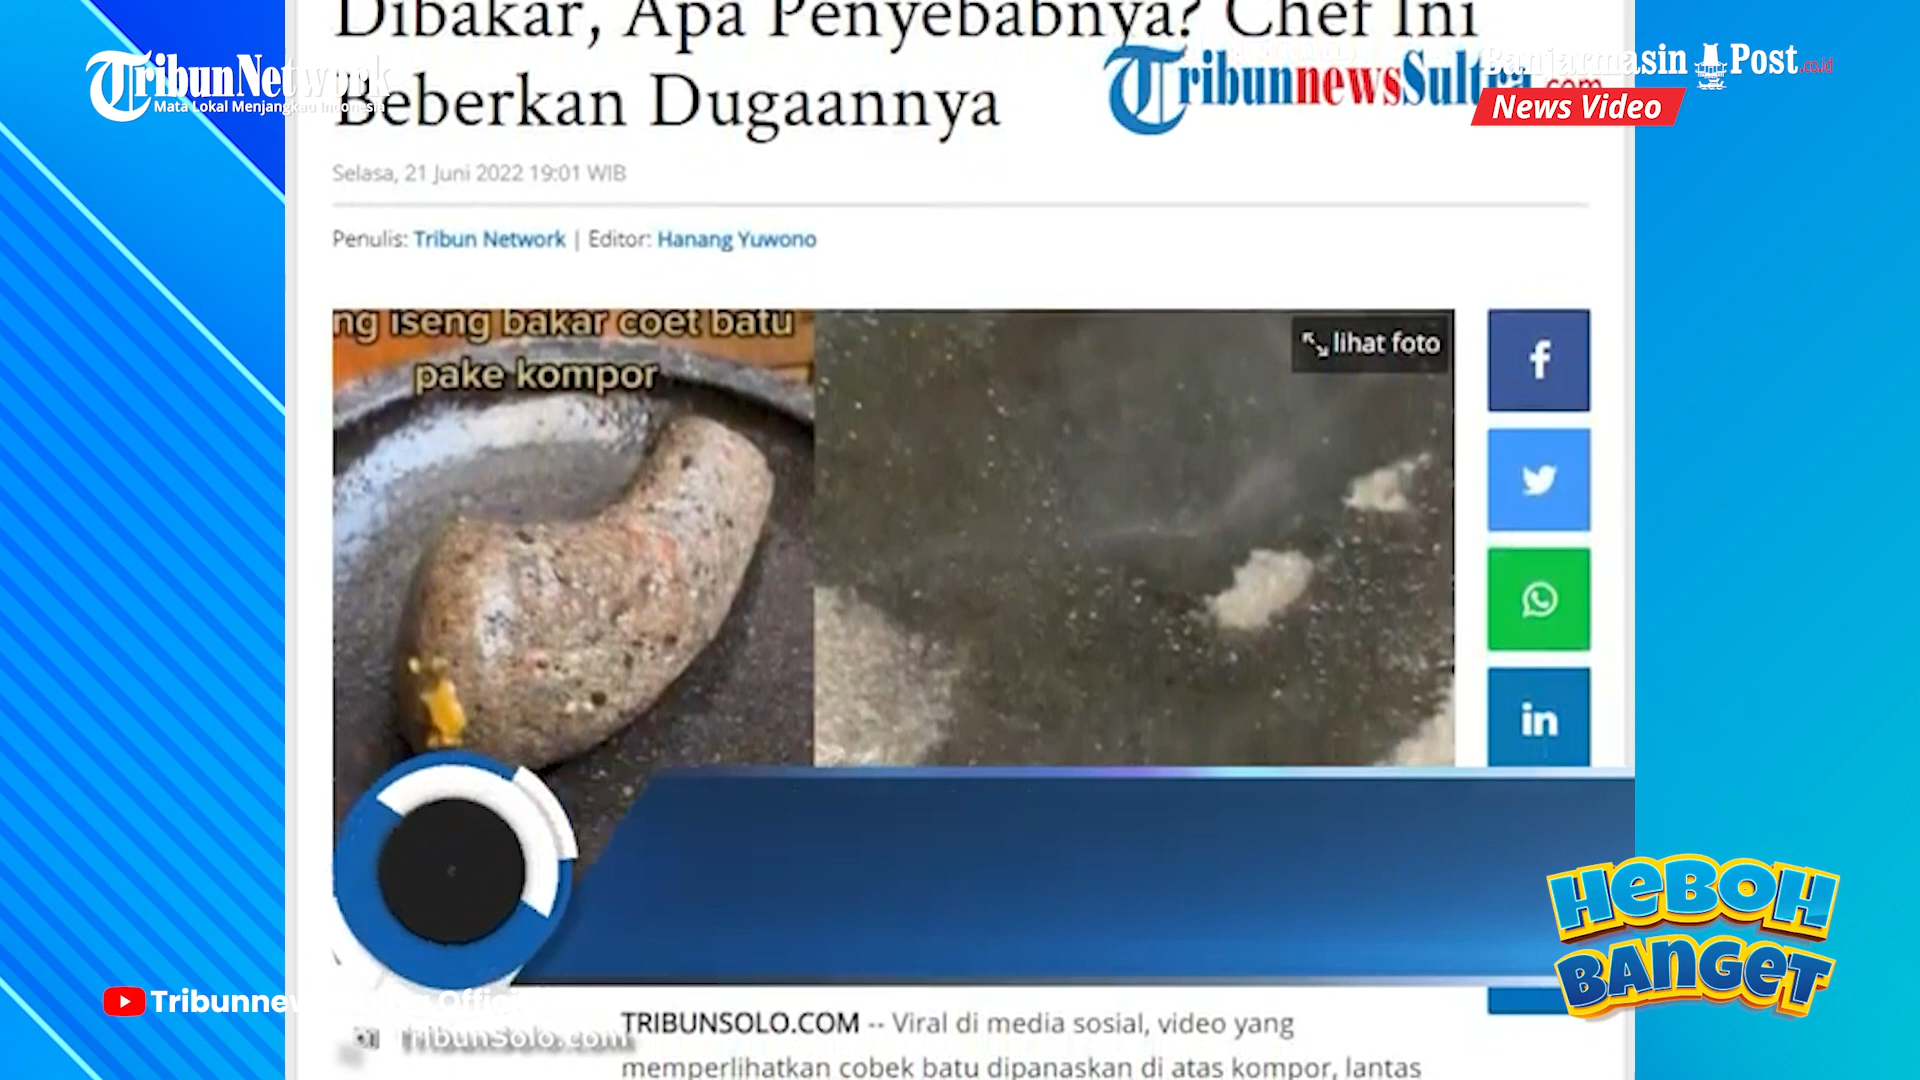 Dibakar, Apa Penyebabnya? Chef Ini
Beberkan Dugaannya
TribunNetwork
Mata Lokal Menjangkau Indonesia
TribunnewsSultra.com
Banjarmasin Post.co.id
News Video
Selasa, 21 Juni 2022 19:01 WIB
Penulis: Tribun Network | Editor: Hanang Yuwono
ng iseng bakar coet batu
pake kompor
lihat foto
f
in
HEBOH
BANGET
TribunSolo.com
TRIBUNSOLO.COM -- Viral di media sosial, video yang
memperlihatkan cobek batu dipanaskan di atas kompor, lantas